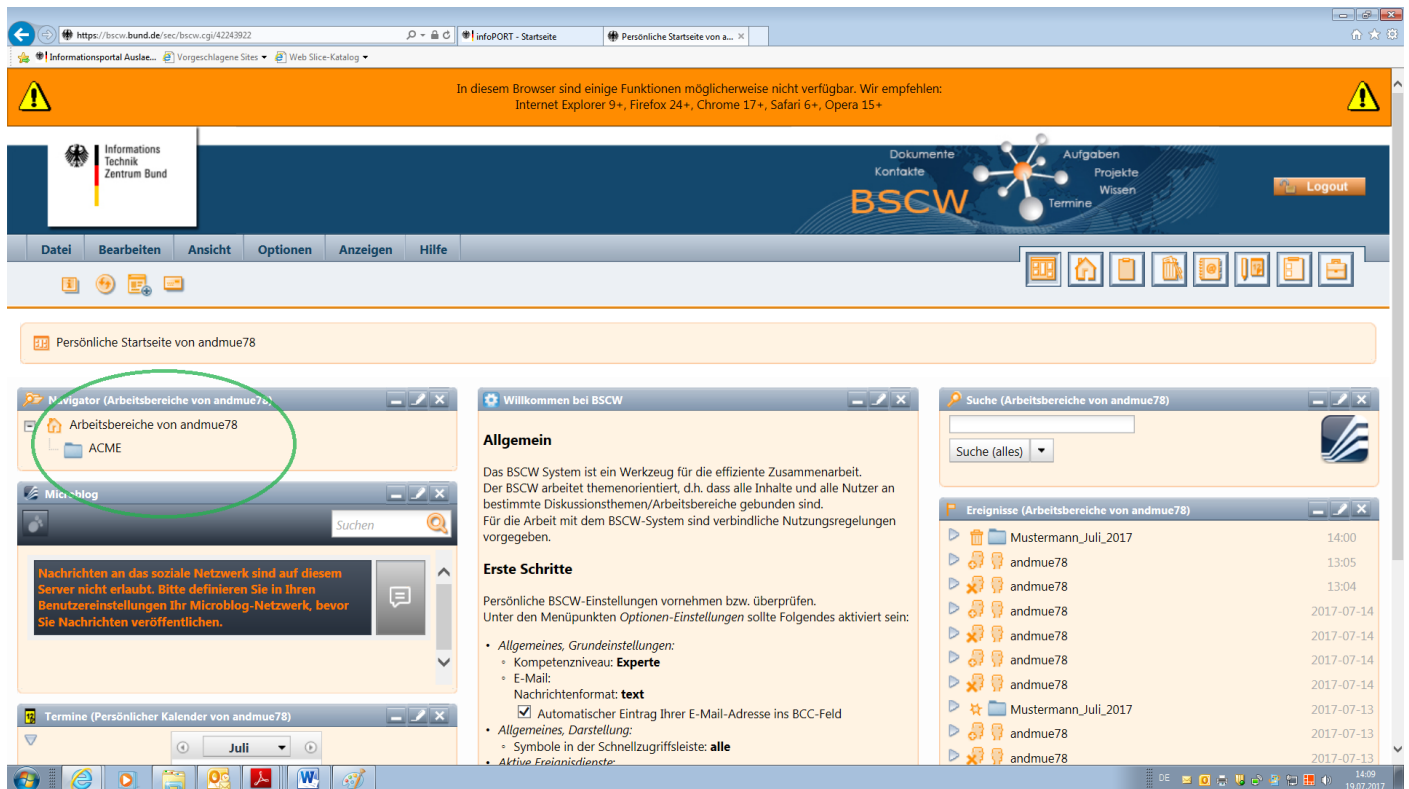 https://bscw.bund.de/sec/bscw.cgi/42243922
infoPORT - Startseite
Persönliche Startseite von a...
Informationsportal Auslae...
Vorgeschlagene Sites
Web Slice-Katalog
In diesem Browser sind einige Funktionen möglicherweise nicht verfügbar. Wir empfehlen:
Internet Explorer 9+, Firefox 24+, Chrome 17+, Safari 6+, Opera 15+
Informations
Technik
Zentrum Bund
Dokumente
Kontakte
BSCW
Aufgaben
Projekte
Wissen
Termine
Logout
Datei Bearbeiten Ansicht Optionen Anzeigen Hilfe
Persönliche Startseite von andmue78
Navigator (Arbeitsbereiche von andmue78)
Arbeitsbereiche von andmue78
ACME
Microblog
Suchen
Nachrichten an das soziale Netzwerk sind auf diesem
Server nicht erlaubt. Bitte definieren Sie in Ihren
Benutzereinstellungen Ihr Microblog-Netzwerk, bevor
Sie Nachrichten veröffentlichen.
Termine (Persönlicher Kalender von andmue78)
Juli
Willkommen bei BSCW
Allgemein
Das BSCW System ist ein Werkzeug für die effiziente Zusammenarbeit.
Der BSCW arbeitet themenorientiert, d.h. dass alle Inhalte und alle Nutzer an
bestimmte Diskussionsthemen/Arbeitsbereiche gebunden sind.
Für die Arbeit mit dem BSCW-System sind verbindliche Nutzungsregelungen
vorgegeben.
Erste Schritte
Persönliche BSCW-Einstellungen vornehmen bzw. überprüfen.
Unter den Menüpunkten Optionen-Einstellungen sollte Folgendes aktiviert sein:
• Allgemeines, Grundeinstellungen:
◦ Kompetenzniveau: Experte
◦ E-Mail:
Nachrichtenformat: text
Automatischer Eintrag Ihrer E-Mail-Adresse ins BCC-Feld
• Allgemeines, Darstellung:
◦ Symbole in der Schnellzugriffsleiste: alle
• Aktive Ereignisdienste:
Suche (Arbeitsbereiche von andmue78)
Suche (alles)
Ereignisse (Arbeitsbereiche von andmue78)
Mustermann_Juli_2017 14:00
andmue78 13:05
andmue78 13:04
andmue78 2017-07-14
andmue78 2017-07-14
andmue78 2017-07-14
andmue78 2017-07-14
Mustermann_Juli_2017 2017-07-13
andmue78 2017-07-13
andmue78 2017-07-13
DE
14:09
19.07.2017